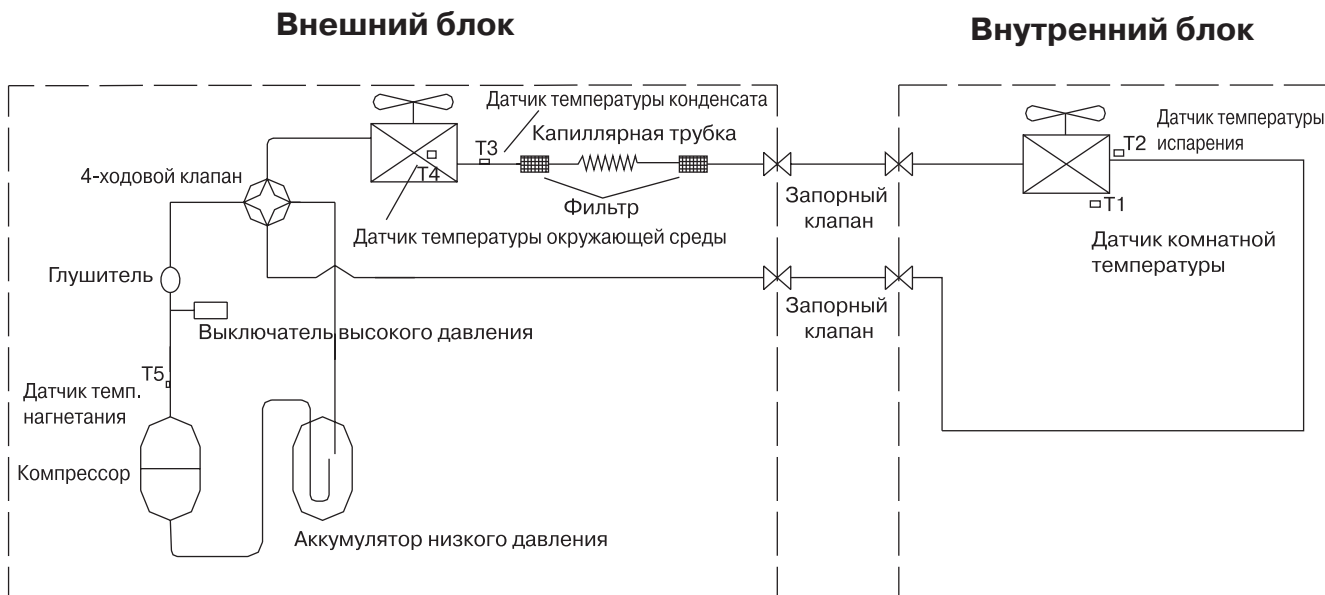 Внешний блок
Внутренний блок
Датчик температуры конденсата
Капиллярная трубка
T3
T4
Фильтр
4-ходовой клапан
Датчик температуры окружающей среды
Глушитель
Выключатель высокого давления
T5
Датчик темп.
нагнетания
Компрессор
Аккумулятор низкого давления
Запорный
клапан
Запорный
клапан
Датчик температуры
испарения
T2
T1
Датчик комнатной
температуры